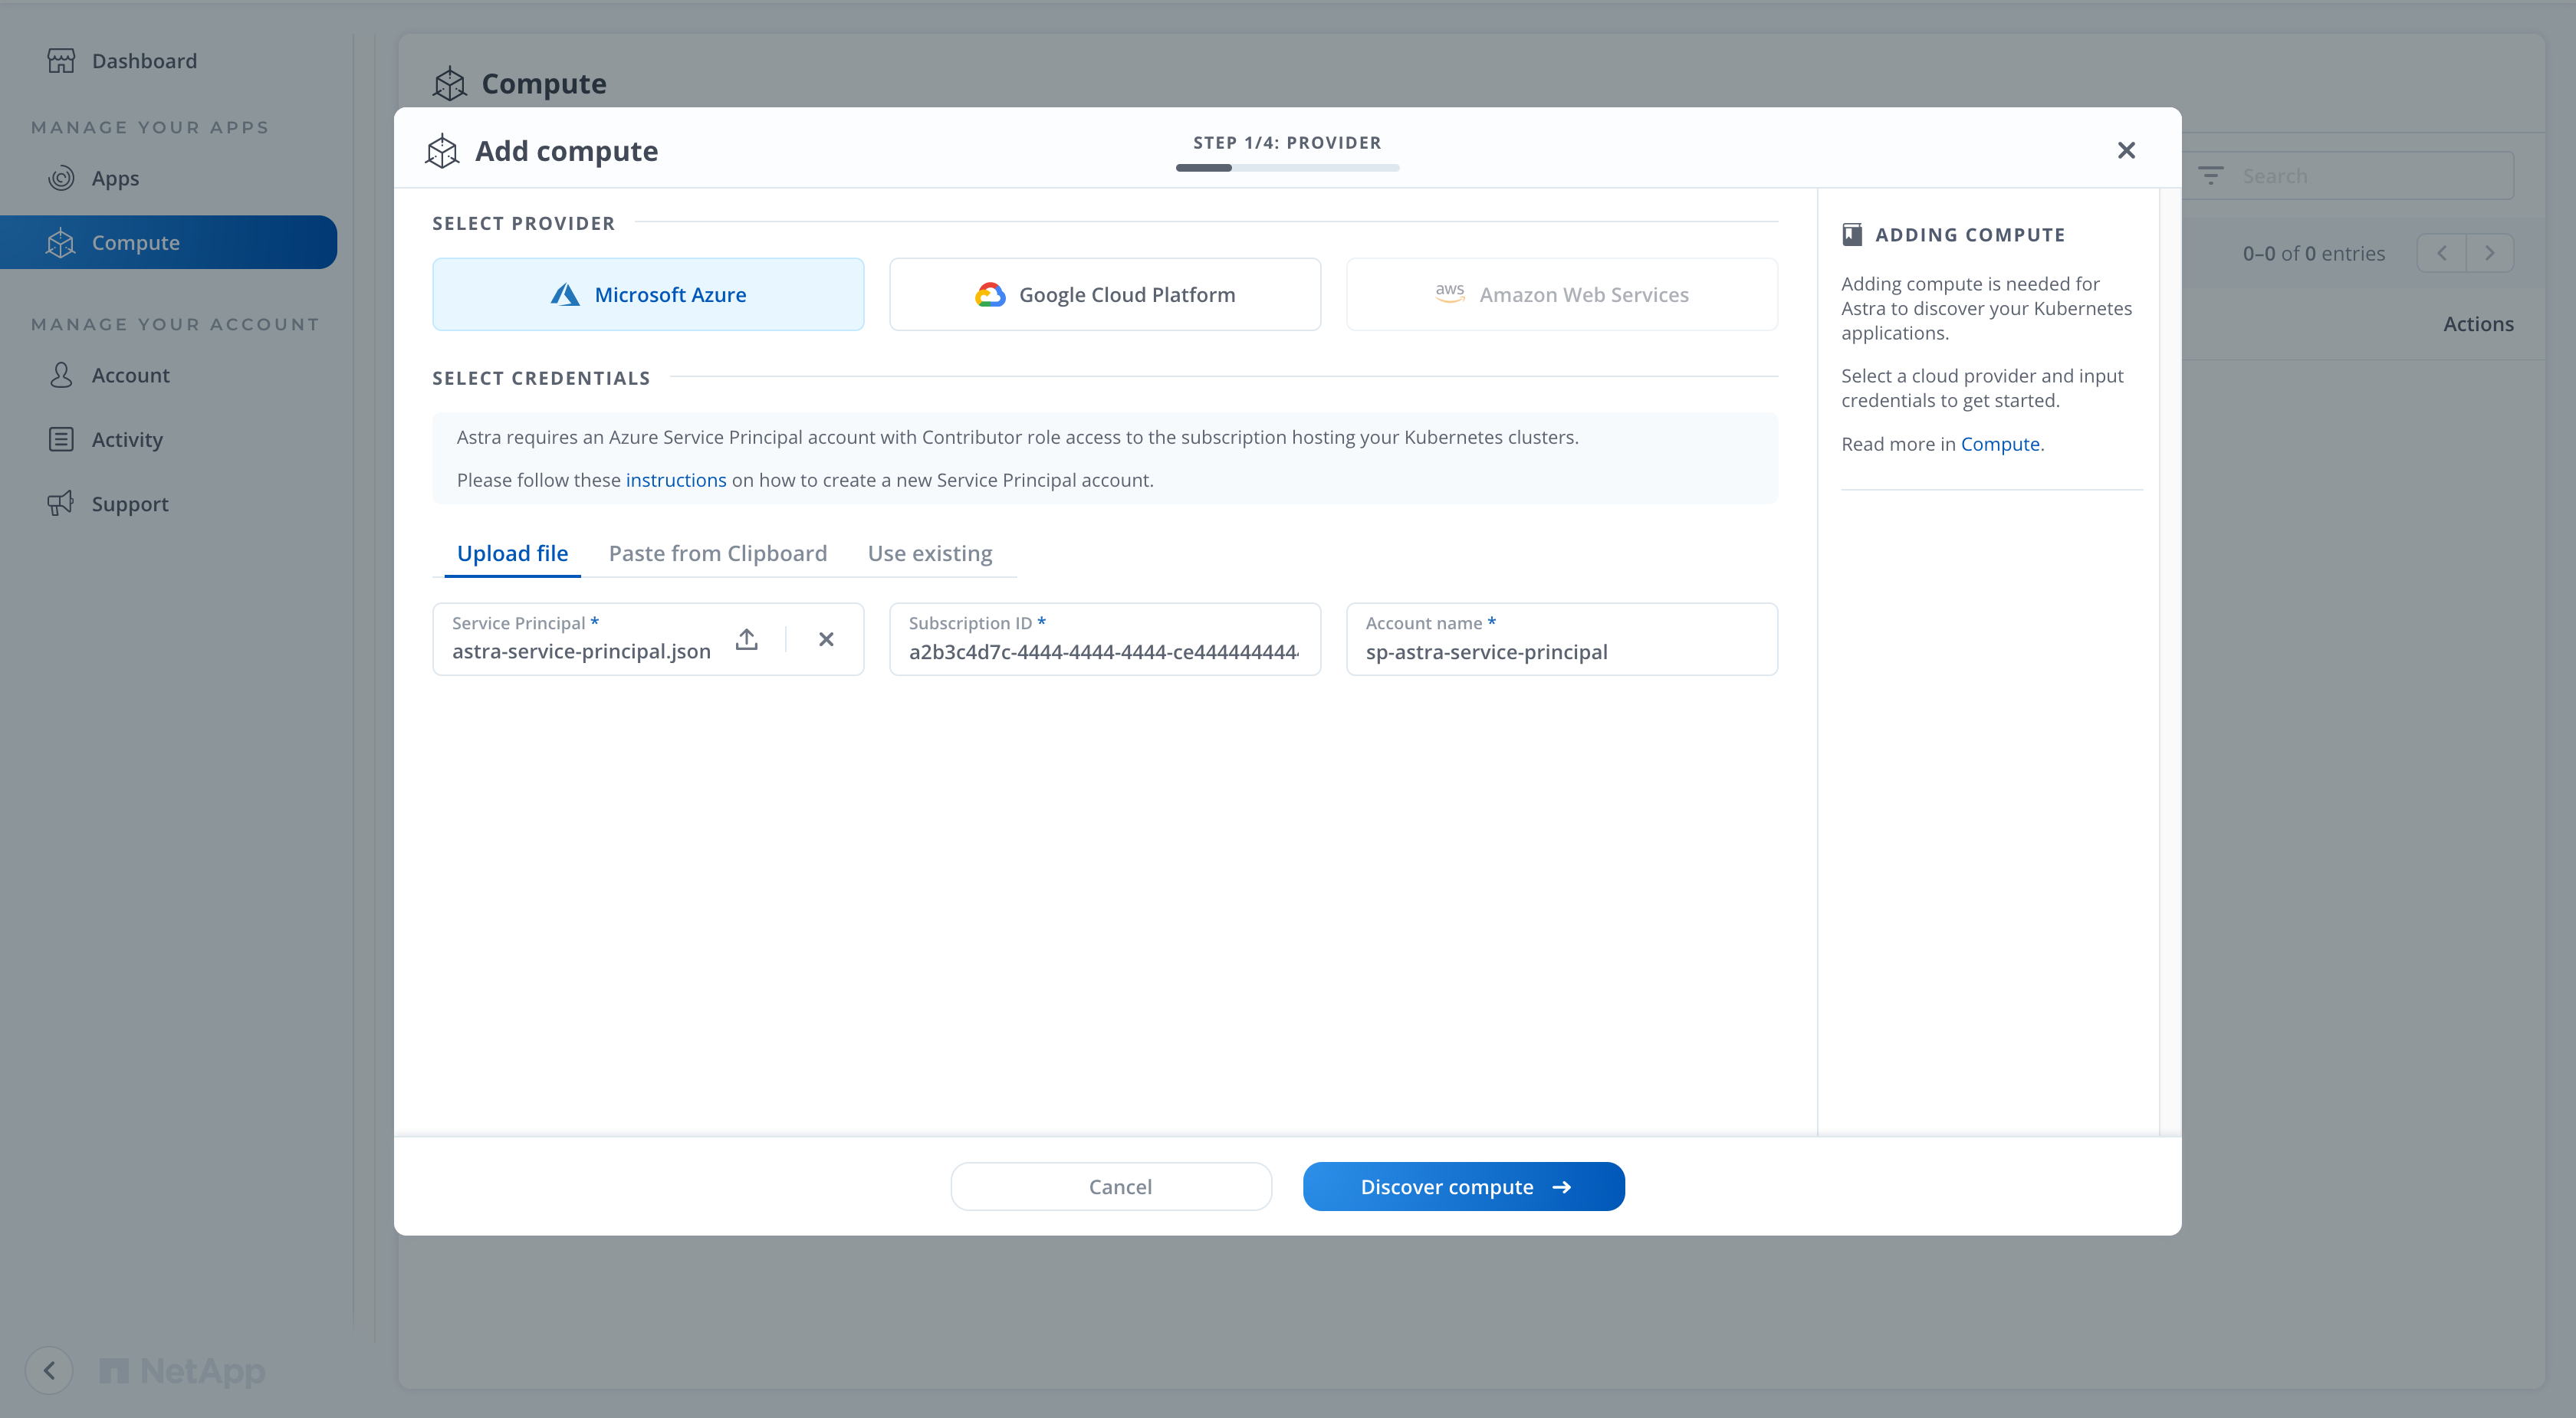 Dashboard
MANAGE YOUR APPS
Apps
Compute
MANAGE YOUR ACCOUNT
Account
Activity
Support
NetApp
Compute
Search
0–0 of 0 entries
Actions
Add compute
STEP 1/4: PROVIDER
SELECT PROVIDER
Microsoft Azure
Google Cloud Platform
aws Amazon Web Services
SELECT CREDENTIALS
Astra requires an Azure Service Principal account with Contributor role access to the subscription hosting your Kubernetes clusters.
Please follow these instructions on how to create a new Service Principal account.
Upload file
Paste from Clipboard
Use existing
Service Principal *
astra-service-principal.json
Subscription ID *
a2b3c4d7c-4444-4444-4444-ce444444444
Account name *
sp-astra-service-principal
ADDING COMPUTE
Adding compute is needed for
Astra to discover your Kubernetes
applications.
Select a cloud provider and input
credentials to get started.
Read more in Compute.
Cancel
Discover compute